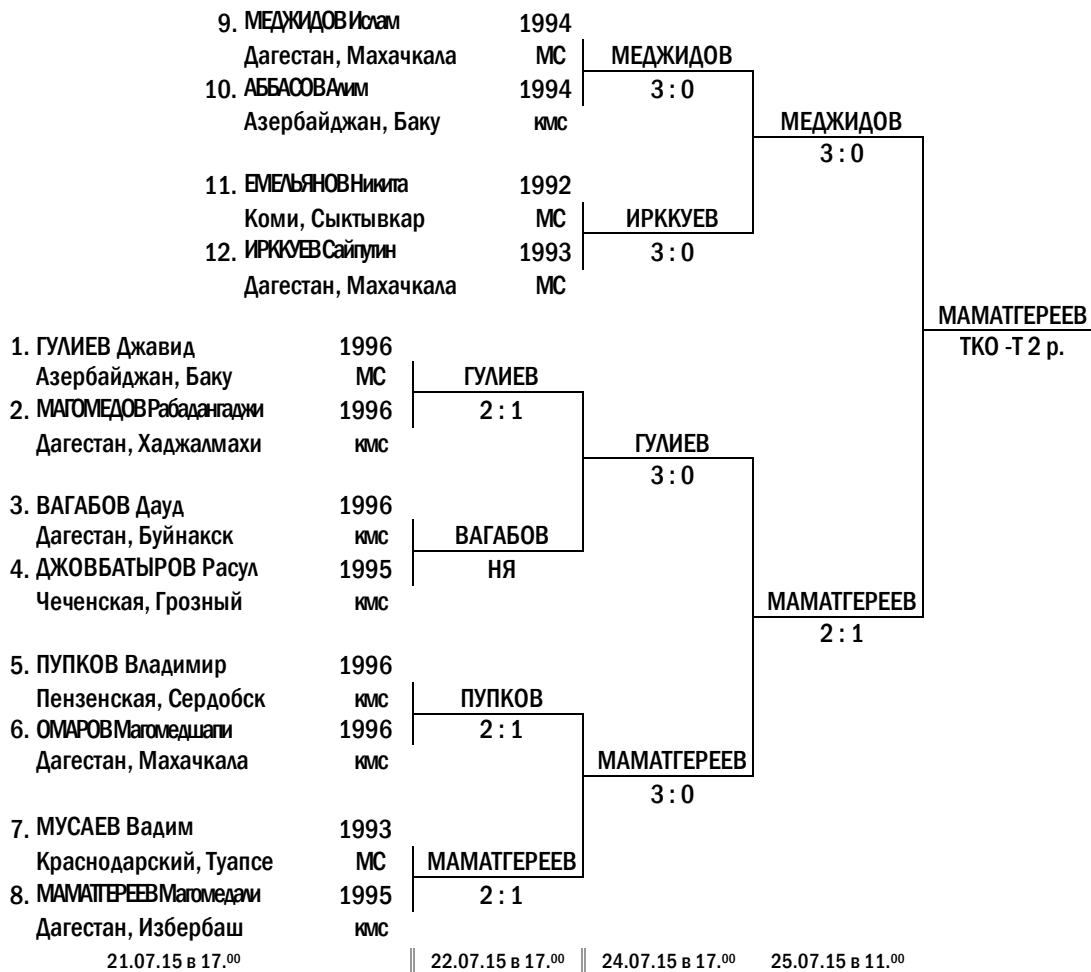 9. МЕДЖИДОВ Ислам 1994
Дагестан, Махачкала МС МЕДЖИДОВ
10. АББАСОВ Алим 1994 3 : 0
Азербайджан, Баку кмс МЕДЖИДОВ
3 : 0
11. ЕМЕЛЬЯНОВ Никита 1992
Коми, Сыктывкар МС ИРККУЕВ
12. ИРККУЕВ Сайпутин 1993 3 : 0
Дагестан, Махачкала МС
МАМАТГЕРЕЕВ
ТКО -Т 2 р.
1. ГУЛИЕВ Джавид 1996
Азербайджан, Баку МС ГУЛИЕВ
2. МАГОМЕДОВ Рабадангаджи 1996 2 : 1
Дагестан, Хаджалмахи кмс ГУЛИЕВ
3 : 0
3. ВАГАБОВ Дауд 1996
Дагестан, Буйнакск кмс ВАГАБОВ
4. ДЖОВБАТЫРОВ Расул 1995 НЯ
Чеченская, Грозный кмс МАМАТГЕРЕЕВ
2 : 1
5. ПУПКОВ Владимир 1996
Пензенская, Сердобск кмс ПУПКОВ
6. ОМАРОВ Магомедшапи 1996 2 : 1
Дагестан, Махачкала кмс МАМАТГЕРЕЕВ
3 : 0
7. МУСАЕВ Вадим 1993
Краснодарский, Туапсе МС МАМАТГЕРЕЕВ
8. МАМАТГЕРЕЕВ Магомедали 1995 2 : 1
Дагестан, Избербаш кмс
21.07.15 в 17.⁰⁰ 22.07.15 в 17.⁰⁰ 24.07.15 в 17.⁰⁰ 25.07.15 в 11.⁰⁰